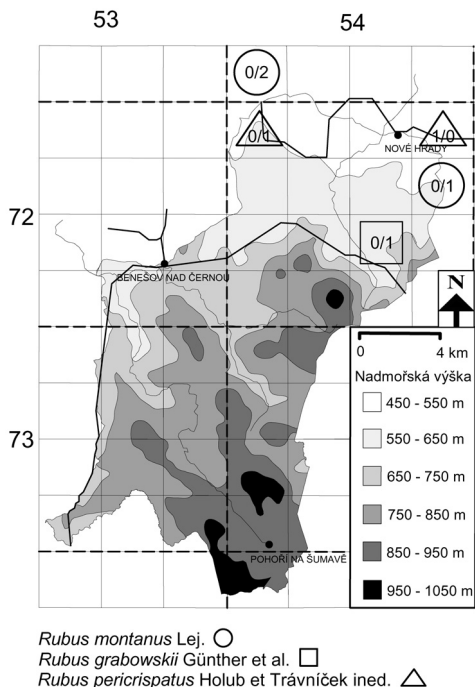 53 54
0/2
0/1 1/0
NOVÉ HRADY
0/1
72
0/1
BENEŠOV NAD ČERNOU
N
0 4 km
Nadmořská výška
450 - 550 m
550 - 650 m
73
650 - 750 m
750 - 850 m
850 - 950 m
POHOŘÍ NA ŠUMAVĚ
950 - 1050 m
Rubus montanus Lej.
Rubus grabowskii Günther et al.
Rubus pericrispatus Holub et Trávníček ined.